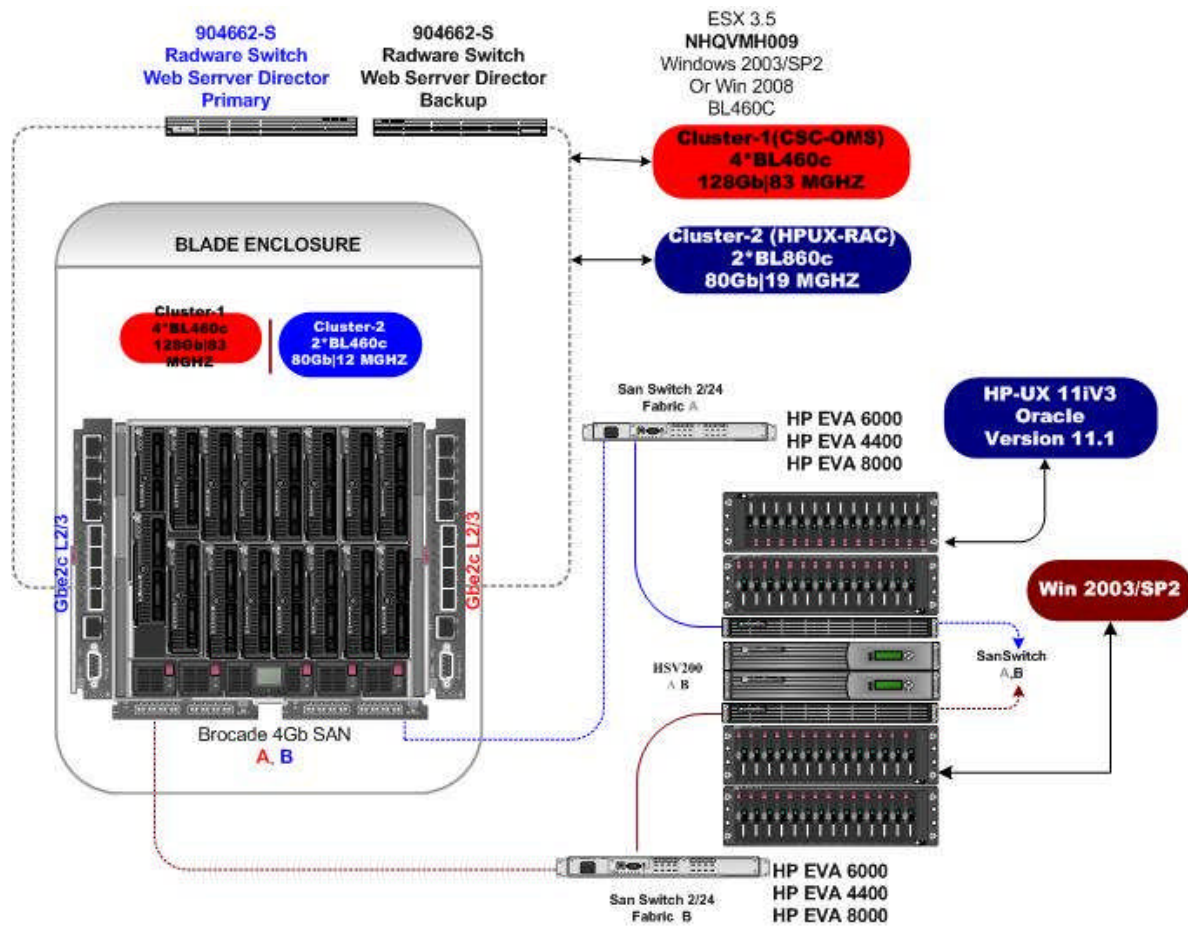 904662-S
Radware Switch
Web Serrver Director
Primary
904662-S
Radware Switch
Web Serrver Director
Backup
ESX 3.5
NHQVMH009
Windows 2003/SP2
Or Win 2008
BL460C
Cluster-1(CSC-OMS)
4*BL460c
128Gb|83 MGHZ
Cluster-2 (HPUX-RAC)
2*BL860c
80Gb|19 MGHZ
BLADE ENCLOSURE
Cluster-1
4*BL460c
128Gb|83
MGHZ
Cluster-2
2*BL460c
80Gb|12 MGHZ
San Switch 2/24
Fabric A
HP EVA 6000
HP EVA 4400
HP EVA 8000
HP-UX 11iV3
Oracle
Version 11.1
Gbe2c L2/3
Gbe2c L2/3
Win 2003/SP2
HSV200
A B
SanSwitch
A,B
Brocade 4Gb SAN
A, B
San Switch 2/24
Fabric B
HP EVA 6000
HP EVA 4400
HP EVA 8000